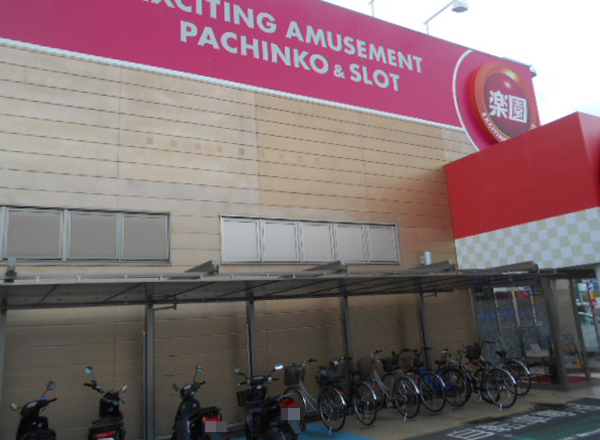 EXCITING AMUSEMENT
PACHINKO & SLOT
楽園